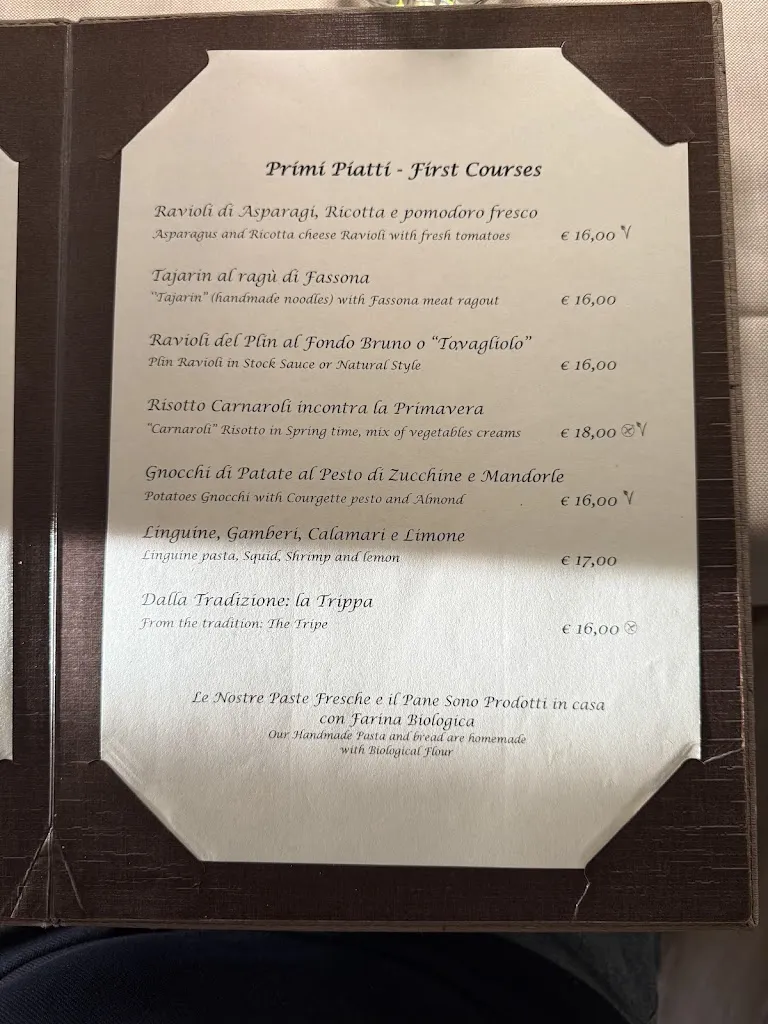 Primi Piatti - First Courses
Ravioli di Asparagi, Ricotta e pomodoro fresco
Asparagus and Ricotta cheese Ravioli with fresh tomatoes € 16,00
Tajarin al ragù di Fassona
"Tajarin" (handmade noodles) with Fassona meat ragout € 16,00
Ravioli del Plin al Fondo Bruno o "Tovagliolo"
Plin Ravioli in Stock Sauce or Natural Style € 16,00
Risotto Carnaroli incontra la Primavera
"Carnaroli" Risotto in Spring time, mix of vegetables creams € 18,00
Gnocchi di Patate al Pesto di Zucchine e Mandorle
Potatoes Gnocchi with Courgette pesto and Almond € 16,00
Linguine, Gamberi, Calamari e Limone
Linguine pasta, Squid, Shrimp and lemon € 17,00
Dalla Tradizione: la Trippa
From the tradition: The Tripe € 16,00
Le Nostre Paste Fresche e il Pane Sono Prodotti in casa
con Farina Biologica
Our Handmade Pasta and bread are homemade
with Biological Flour